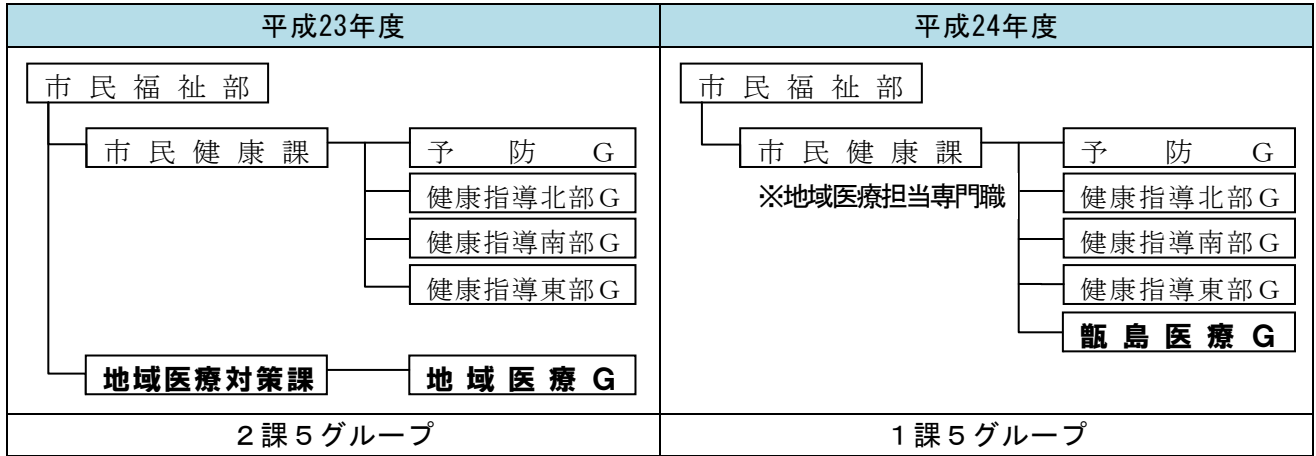 平成23年度
市民福祉部
市民健康課
予防G
健康指導北部G
健康指導南部G
健康指導東部G
地域医療対策課
地域医療G
2課5グループ
平成24年度
市民福祉部
市民健康課
※地域医療担当専門職
予防G
健康指導北部G
健康指導南部G
健康指導東部G
甑島医療G
1課5グループ